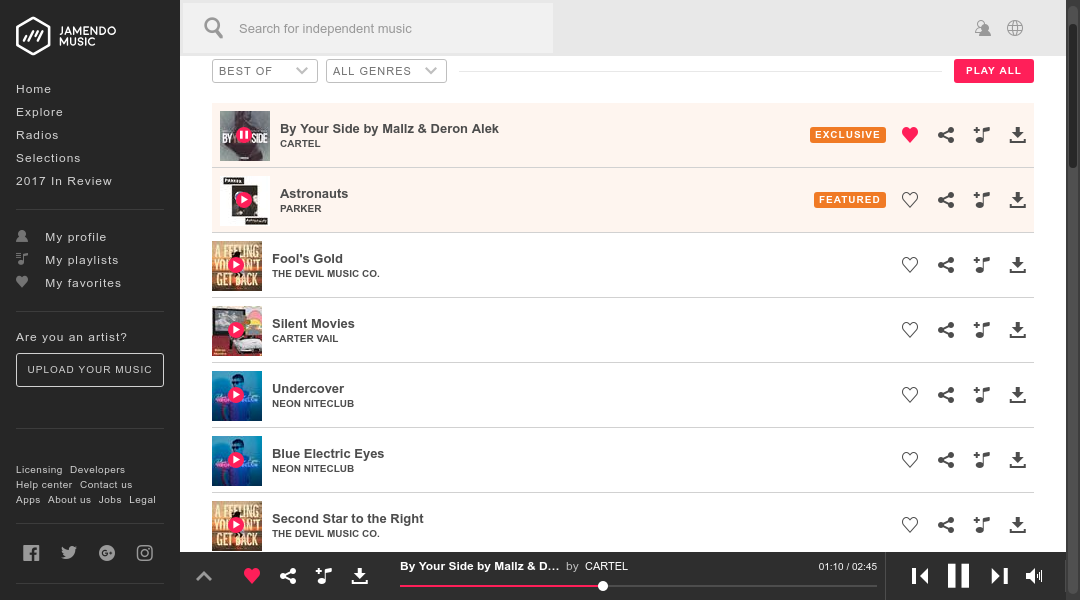 JAMENDO
MUSIC
Search for independent music
Home
Explore
Radios
Selections
2017 In Review
My profile
My playlists
My favorites
Are you an artist?
UPLOAD YOUR MUSIC
Licensing Developers
Help center Contact us
Apps About us Jobs Legal
BEST OF
ALL GENRES
PLAY ALL
By Your Side by Mallz & Deron Alek
CARTEL
EXCLUSIVE
Astronauts
PARKER
FEATURED
Fool's Gold
THE DEVIL MUSIC CO.
Silent Movies
CARTER VAIL
Undercover
NEON NITECLUB
Blue Electric Eyes
NEON NITECLUB
Second Star to the Right
THE DEVIL MUSIC CO.
By Your Side by Mallz & D... by CARTEL
01:10 / 02:45